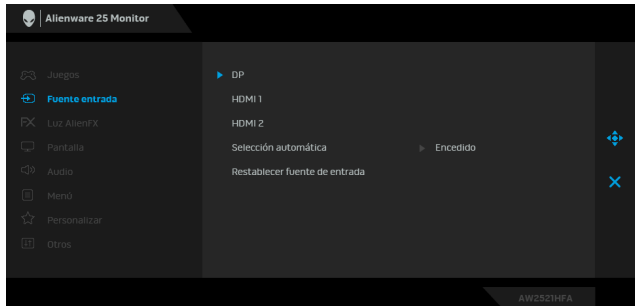 Alienware 25 Monitor
Juegos
DP
Fuente entrada
HDMI 1
FX Luz AlienFX
HDMI 2
Pantalla
Selección automática Encedido
Audio
Restablecer fuente de entrada
Menú
Personalizar
Otros
AW2521HFA